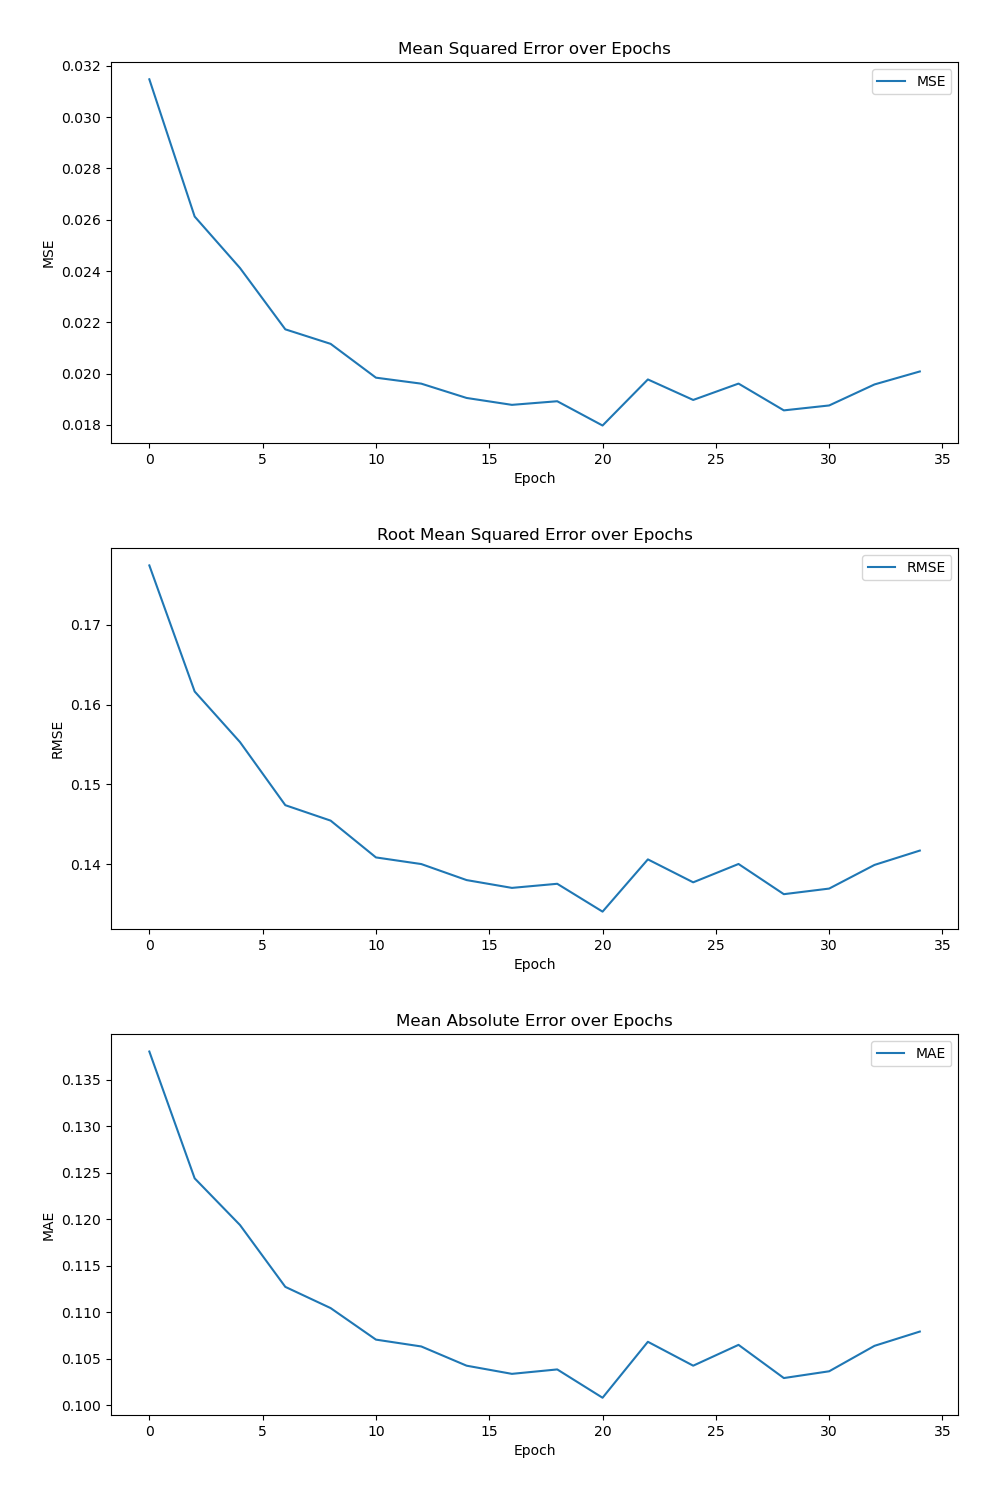 Mean Squared Error over Epochs
MSE
0.032
0.030
0.028
0.026
0.024
0.022
0.020
0.018
MSE
0 5 10 15 20 25 30 35
Epoch
Root Mean Squared Error over Epochs
RMSE
0.17
0.16
0.15
0.14
RMSE
0 5 10 15 20 25 30 35
Epoch
Mean Absolute Error over Epochs
MAE
0.135
0.130
0.125
0.120
0.115
0.110
0.105
0.100
MAE
0 5 10 15 20 25 30 35
Epoch